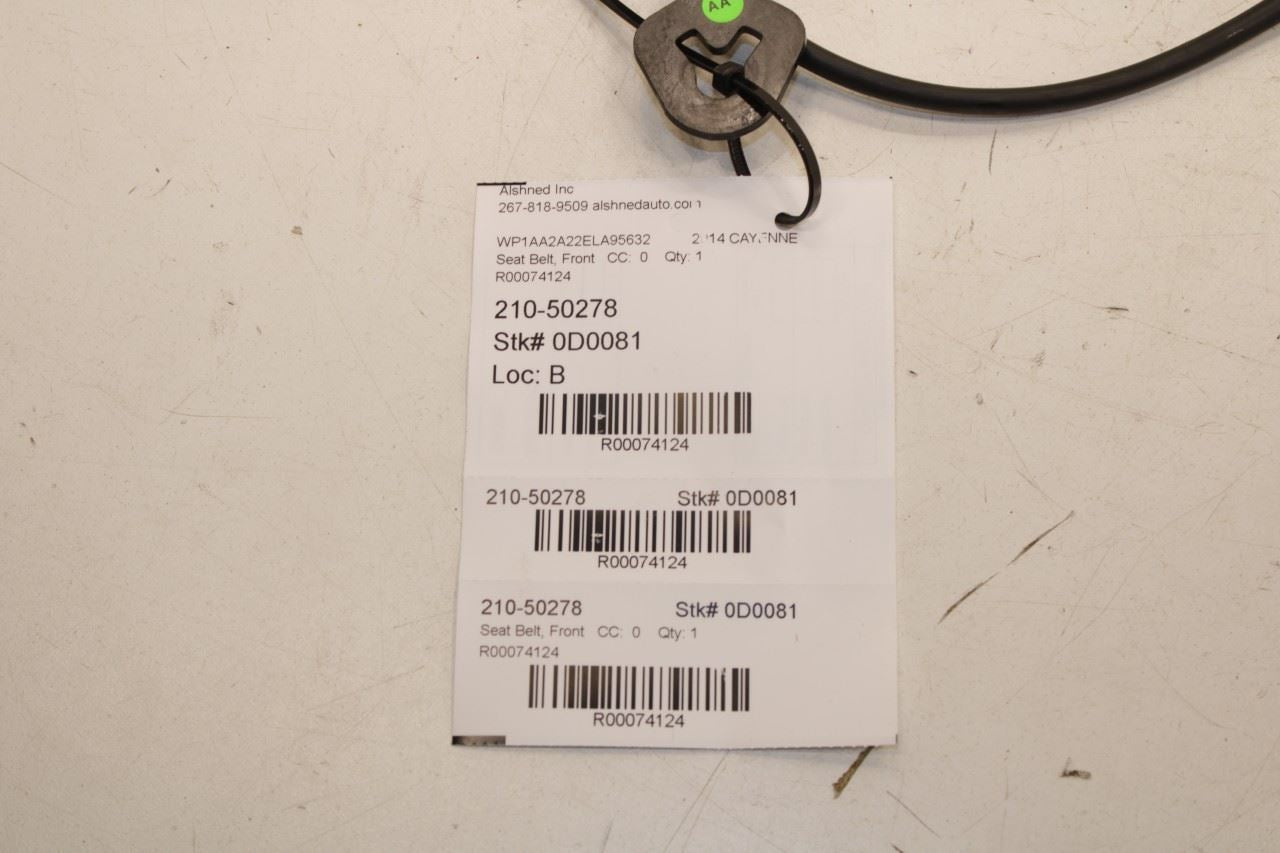 AA
Alshned Inc
267-818-9509 alshnedauto.com
WP1AA2A22ELA95632 2014 CAYENNE
Seat Belt, Front CC: 0 Qty: 1
R00074124
210-50278
Stk# 0D0081
Loc: B
R00074124
210-50278 Stk# 0D0081
R00074124
210-50278 Stk# 0D0081
Seat Belt, Front CC: 0 Qty: 1
R00074124
R00074124